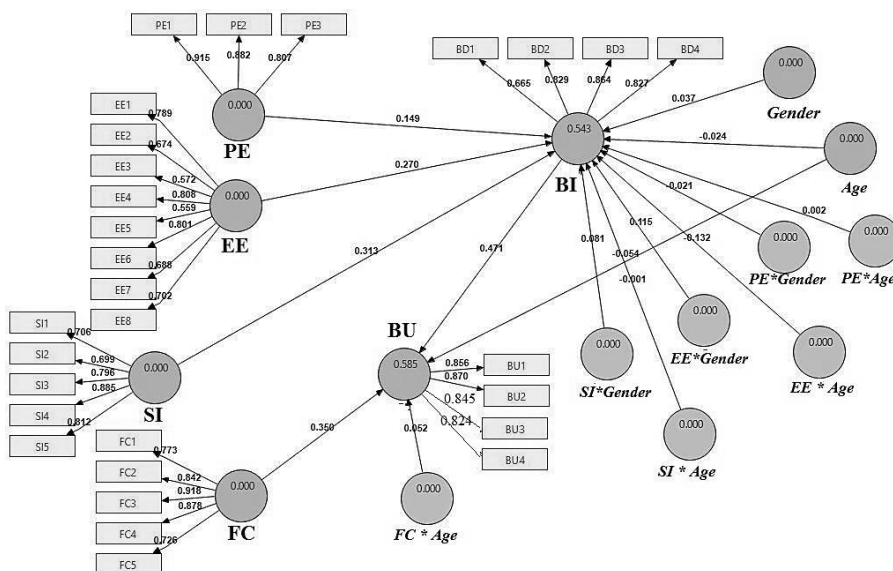 PE1
PE2
PE3
0.915
0.882
0.807
0.000
PE
BD1
BD2
BD3
BD4
0.665
0.829
0.864
0.827
0.543
BI
0.000
Gender
0.037
0.000
Age
-0.024
0.149
EE1
EE2
EE3
EE4
EE5
EE6
EE7
EE8
0.789
0.674
0.572
0.808
0.559
0.801
0.688
0.702
0.000
EE
0.270
0.313
0.471
0.081
0.115
-0.021
0.002
-0.132
-0.054
-0.001
0.000
PE*Gender
0.000
PE*Age
0.000
EE*Gender
0.000
EE * Age
0.000
SI*Gender
0.000
SI * Age
SI1
SI2
SI3
SI4
SI5
0.706
0.699
0.796
0.885
0.812
0.000
SI
BU
0.585
0.856
0.870
0.845
0.824
BU1
BU2
BU3
BU4
0.350
0.052
FC1
FC2
FC3
FC4
FC5
0.773
0.842
0.918
0.878
0.726
0.000
FC
0.000
FC * Age